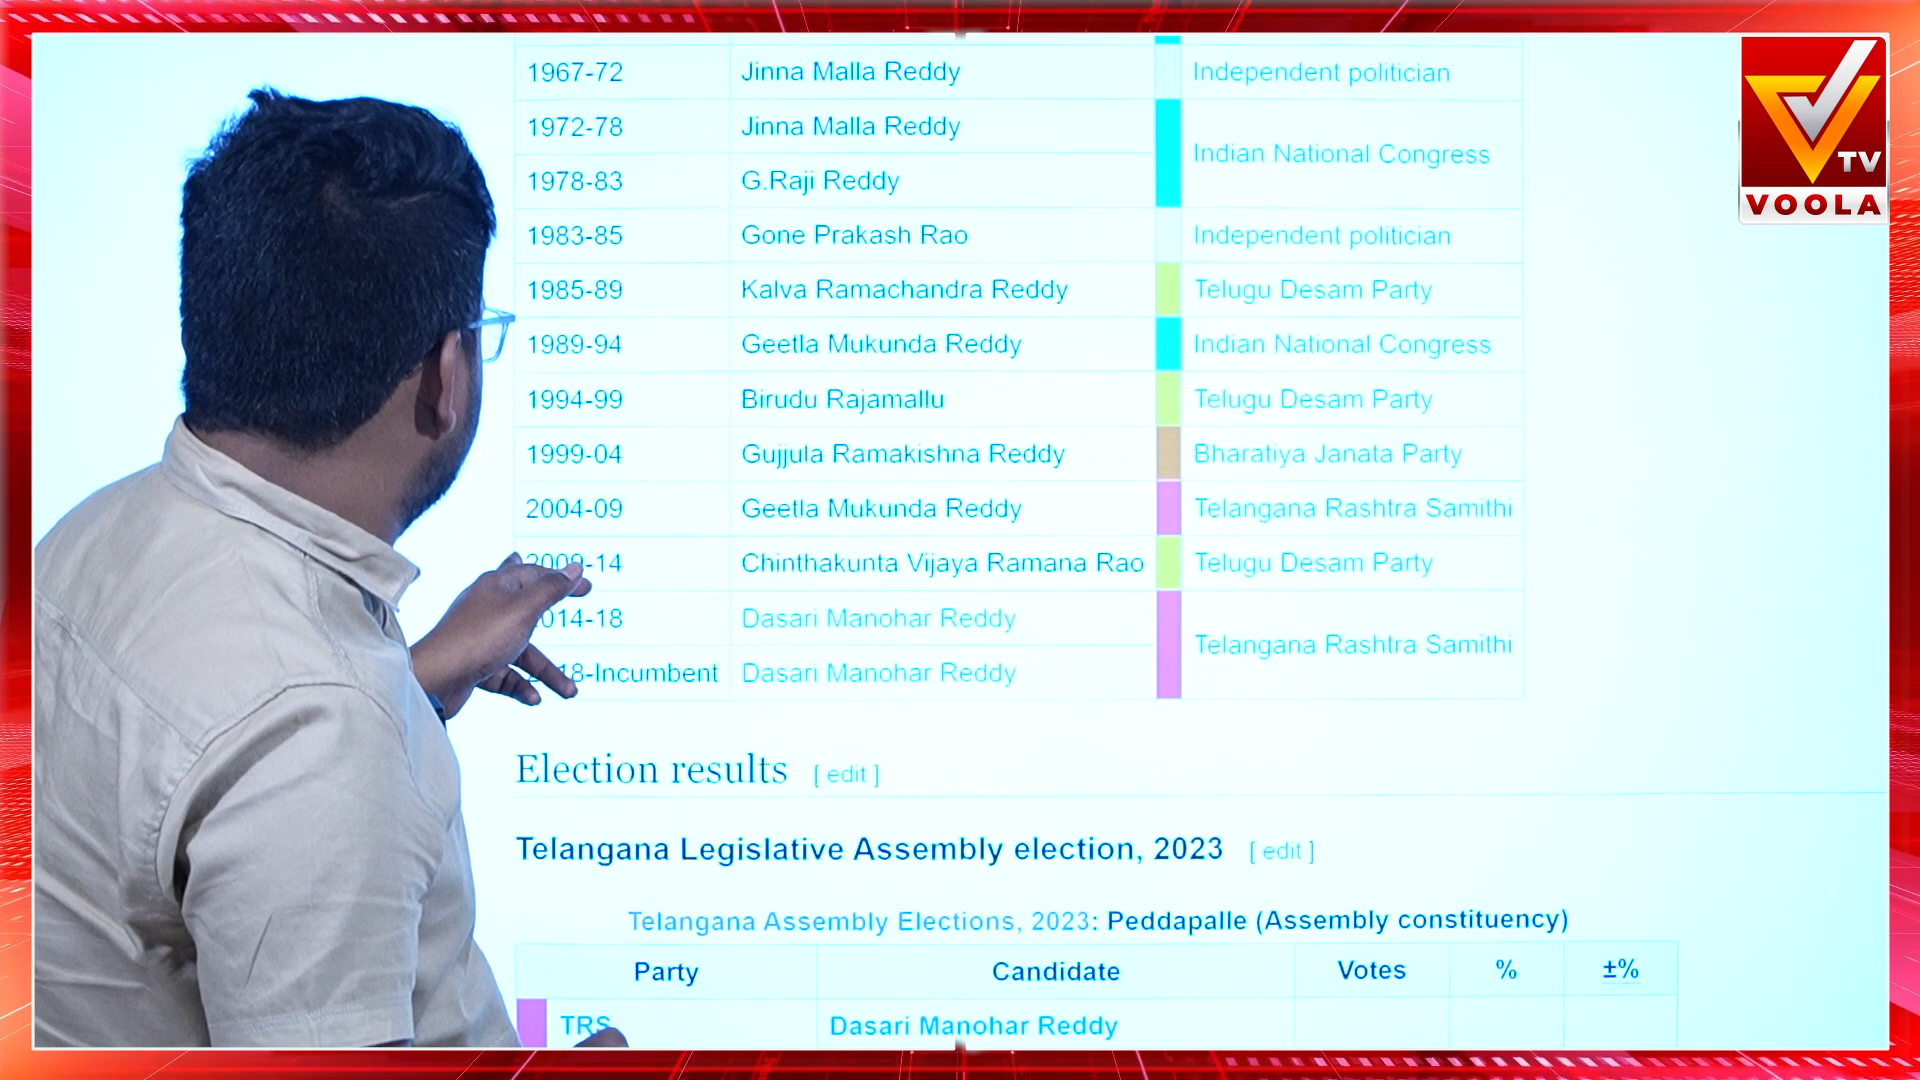 1967-72 Jinna Malla Reddy Independent politician
1972-78 Jinna Malla Reddy Indian National Congress
1978-83 G.Raji Reddy
1983-85 Gone Prakash Rao Independent politician
1985-89 Kalva Ramachandra Reddy Telugu Desam Party
1989-94 Geetla Mukunda Reddy Indian National Congress
1994-99 Birudu Rajamallu Telugu Desam Party
1999-04 Gujjula Ramakishna Reddy Bharatiya Janata Party
2004-09 Geetla Mukunda Reddy Telangana Rashtra Samithi
2009-14 Chinthakunta Vijaya Ramana Rao Telugu Desam Party
2014-18 Dasari Manohar Reddy Telangana Rashtra Samithi
2018-Incumbent Dasari Manohar Reddy
Election results [ edit ]
Telangana Legislative Assembly election, 2023 [ edit ]
Telangana Assembly Elections, 2023: Peddapalle (Assembly constituency)
Party Candidate Votes % ±%
TRS Dasari Manohar Reddy
TV
VOOLA